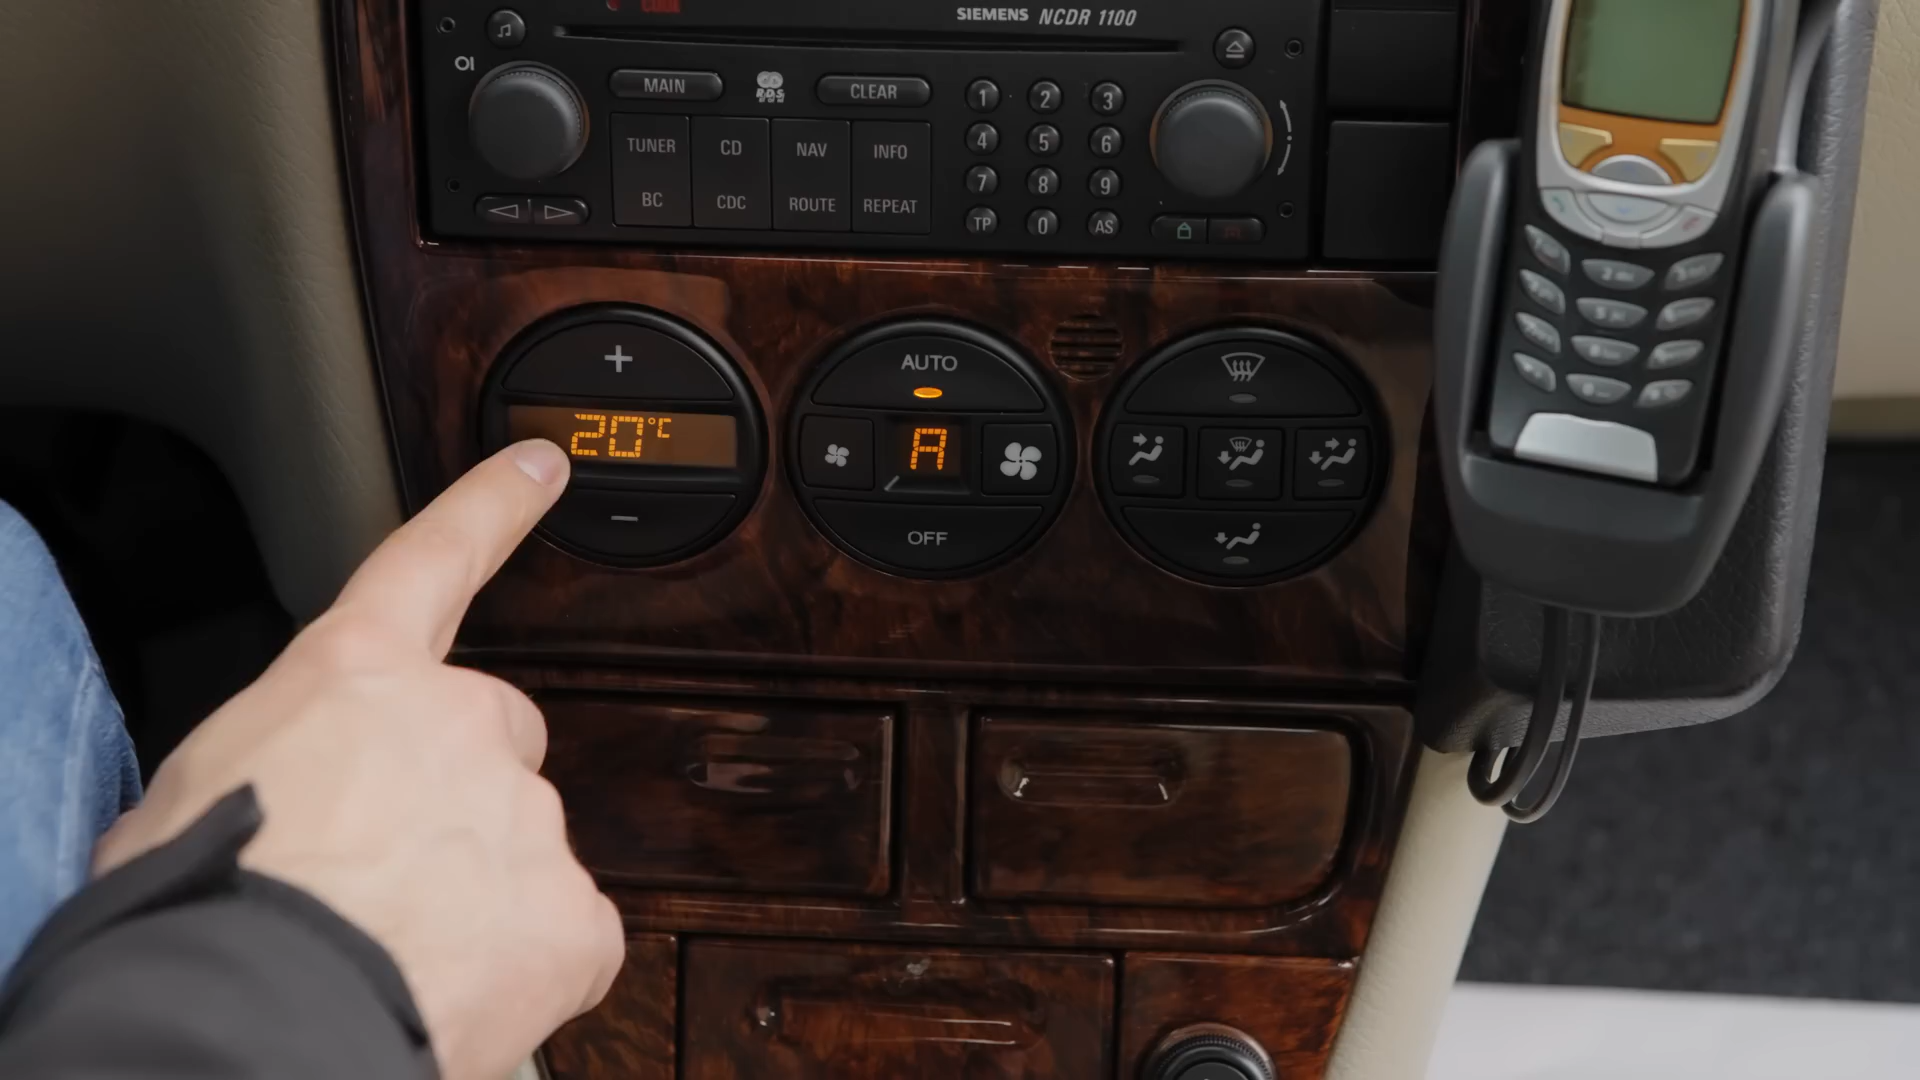 CODE
SIEMENS NCDR 1100
OI
MAIN
R.D.S
CLEAR
1 2 3
TUNER CD NAV INFO
4 5 6
7 8 9
BC CDC ROUTE REPEAT
TP 0 AS
+
AUTO
20°C
A
−
OFF